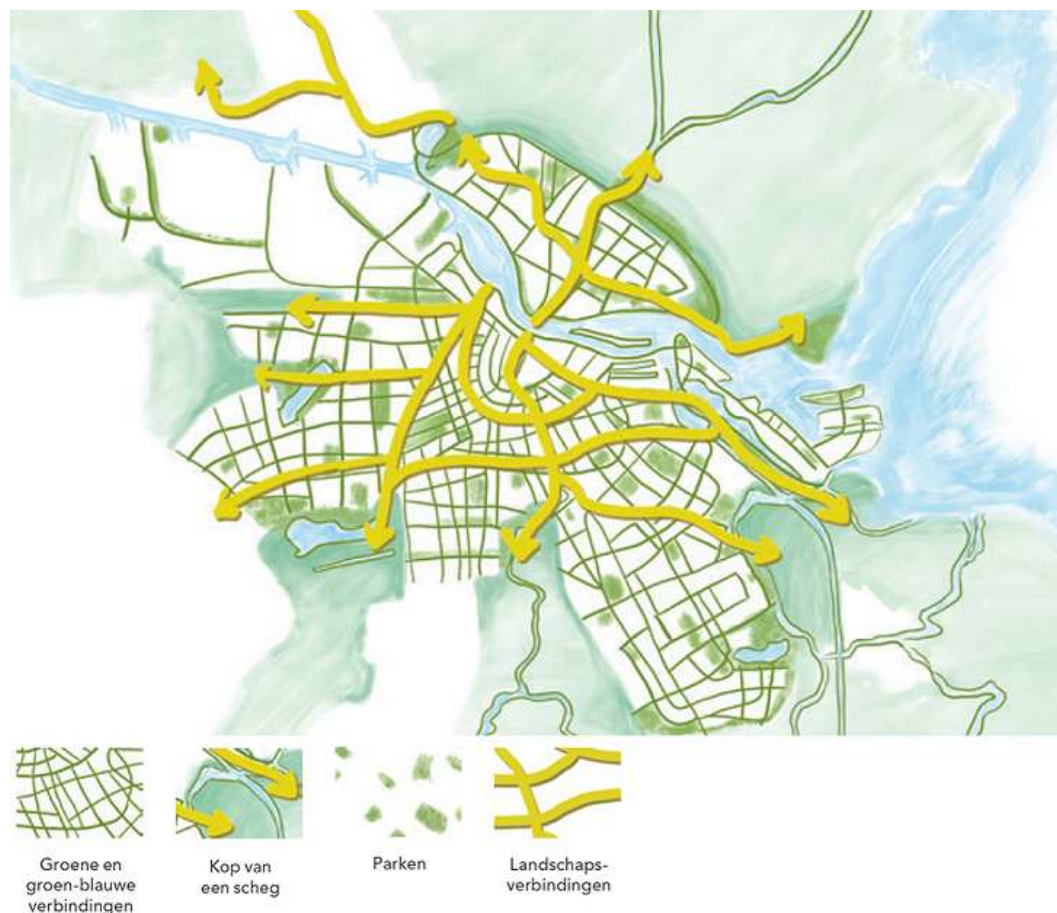 Groene en
groen-blauwe
verbindingen
Kop van
een scheg
Parken
Landschaps-
verbindingen